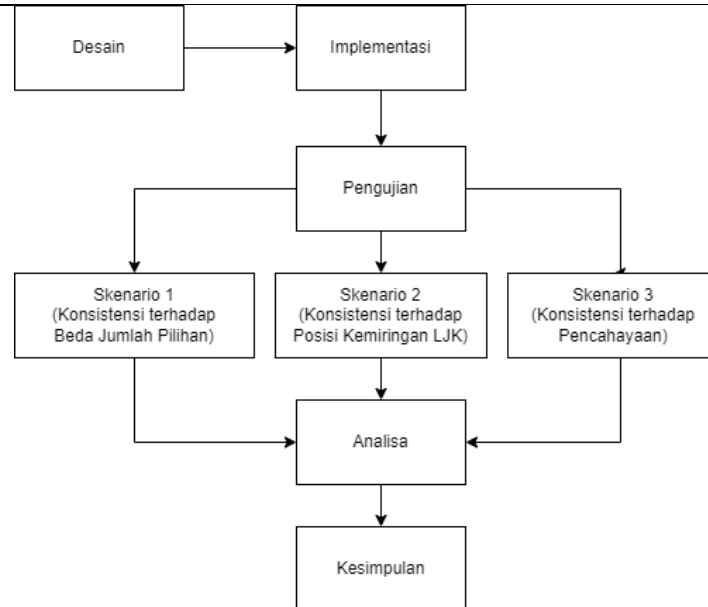 Desain
Implementasi
Pengujian
Skenario 1
(Konsistensi terhadap
Beda Jumlah Pilihan)
Skenario 2
(Konsistensi terhadap
Posisi Kemiringan LJK)
Skenario 3
(Konsistensi terhadap
Pencahayaan)
Analisa
Kesimpulan